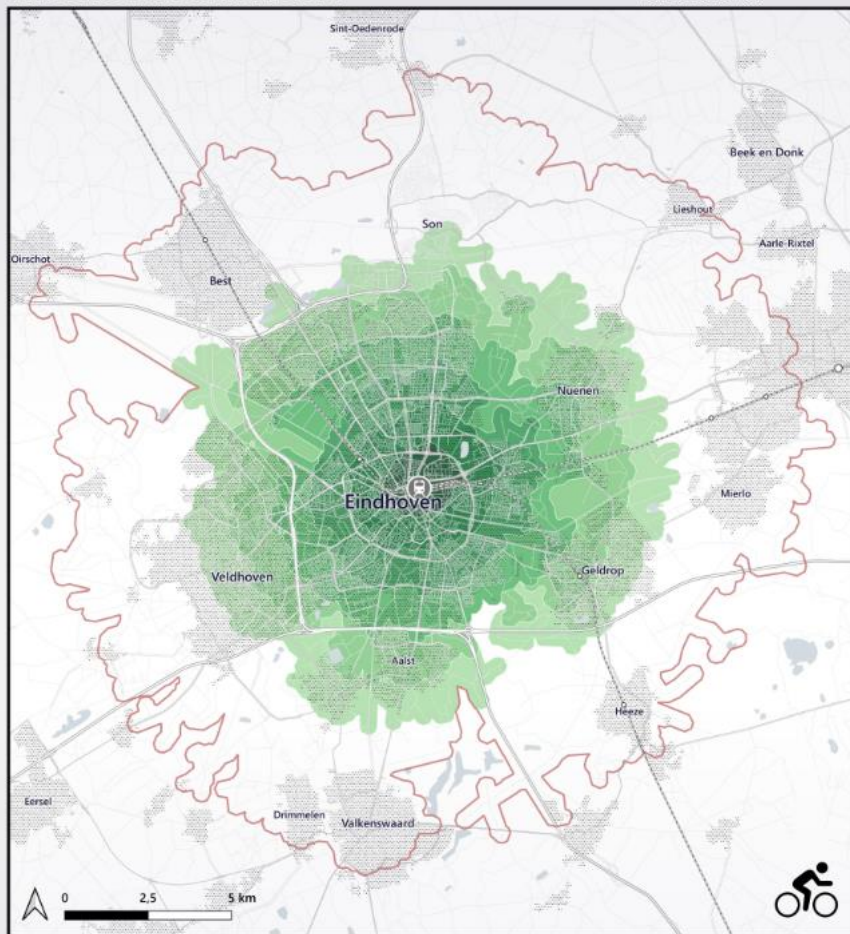 Sint-Oedenrode
Beek en Donk
Lieshout
Son
Aarle-Rixtel
Oirschot
Best
Nuenen
Eindhoven
Mierlo
Geldrop
Veldhoven
Aalst
Heeze
Eersel
Drimmelen
Valkenswaard
0 2,5 5 km